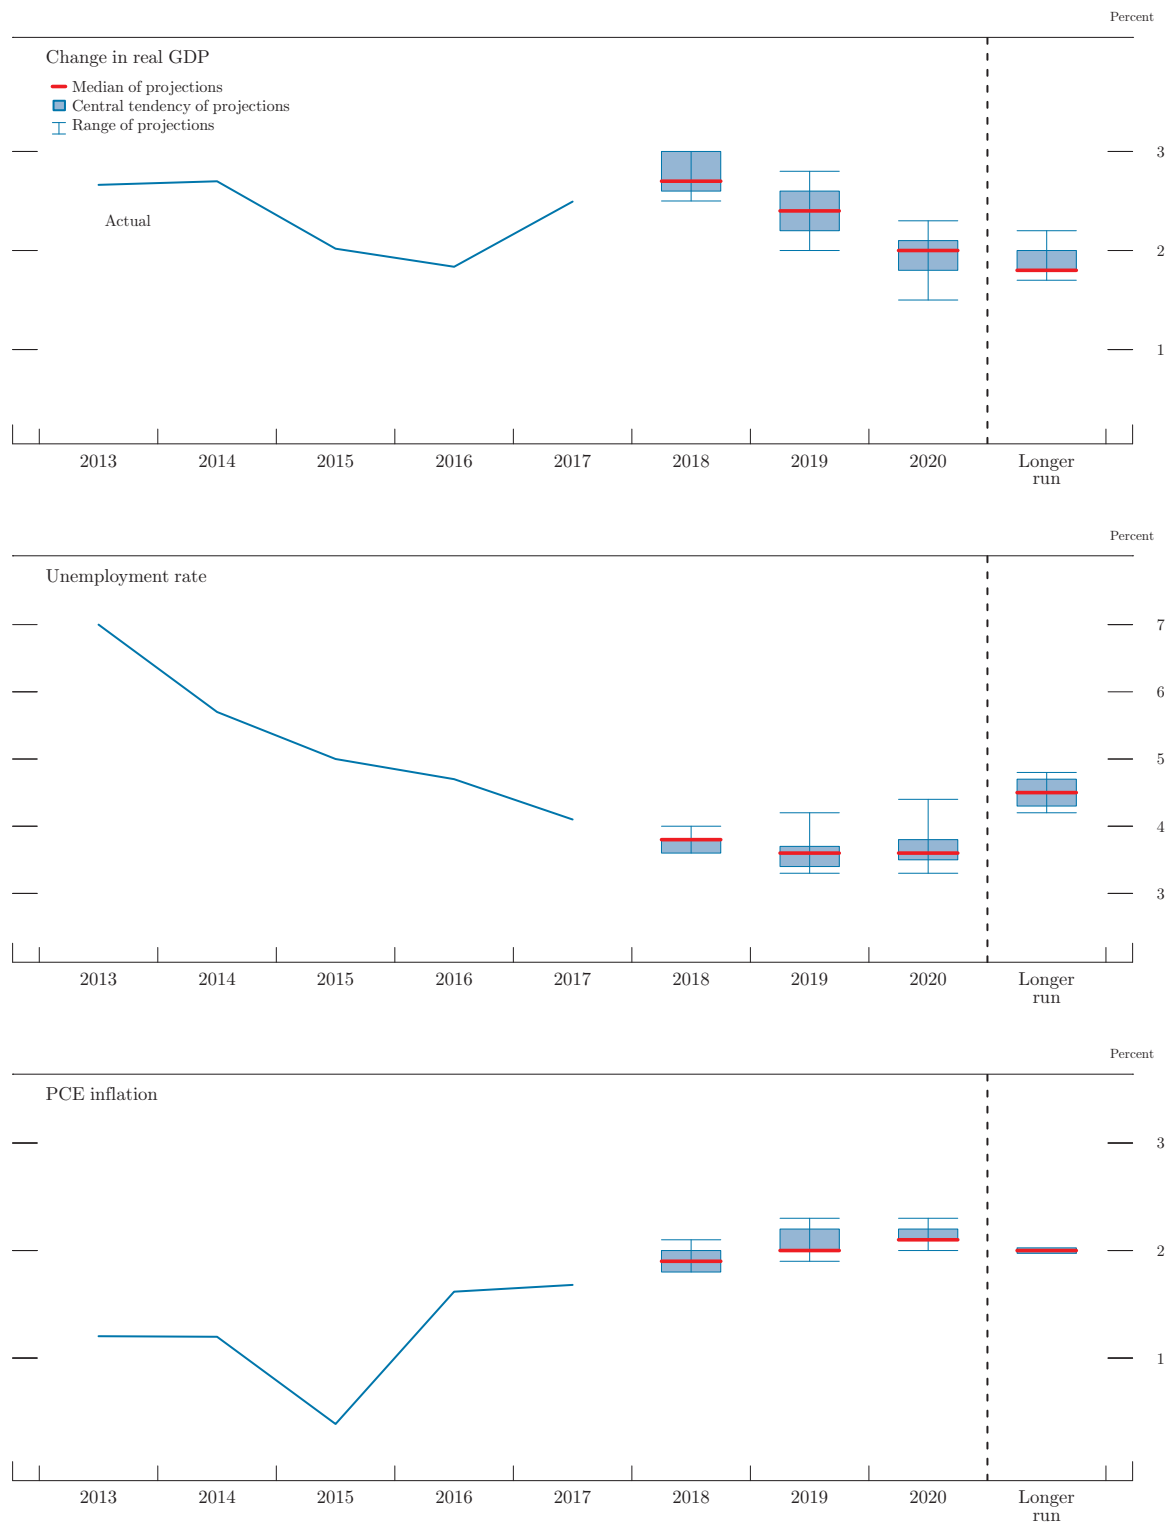 Percent
Change in real GDP
Median of projections
Central tendency of projections
Range of projections
Actual
3
2
1
2013 2014 2015 2016 2017 2018 2019 2020 Longer
run
Percent
Unemployment rate
7
6
5
4
3
2013 2014 2015 2016 2017 2018 2019 2020 Longer
run
Percent
PCE inflation
3
2
1
2013 2014 2015 2016 2017 2018 2019 2020 Longer
run